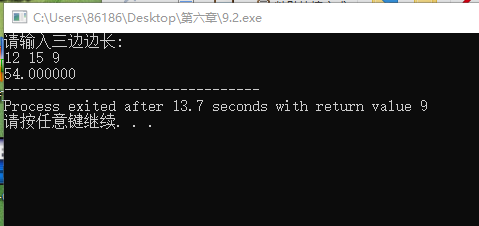 C:\Users\86186\Desktop\第六章\9.2.exe
请输入三边边长:
12 15 9
54.000000
--------------------------------
Process exited after 13.7 seconds with return value 9
请按任意键继续. . .